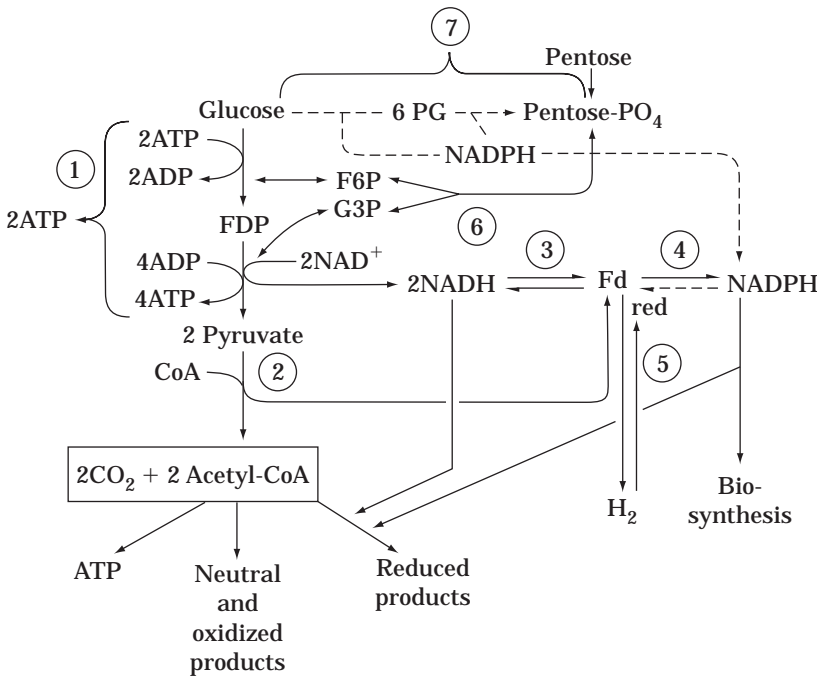 7
Pentose
Glucose
6 PG
Pentose-PO₄
2ATP
NADPH
1
2ADP
F6P
2ATP
G3P
FDP
6
4ADP
2NAD⁺
3
4
4ATP
2NADH
Fd
NADPH
red
2 Pyruvate
CoA
2
5
2CO₂ + 2 Acetyl-CoA
H₂
Bio-
synthesis
ATP
Neutral
and
oxidized
products
Reduced
products